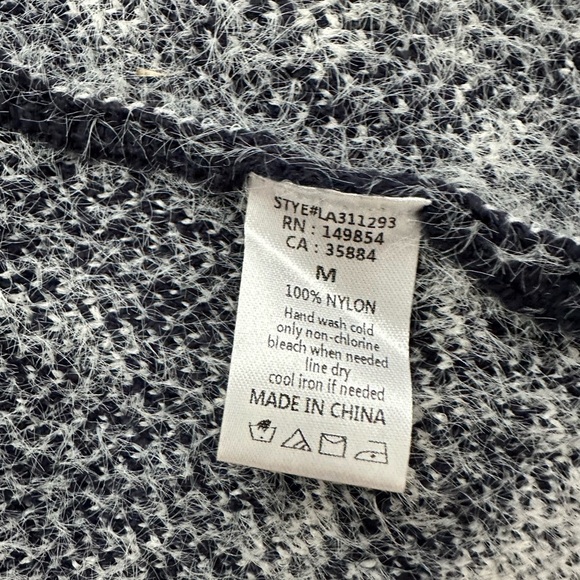 STYE#LA311293
RN : 149854
CA : 35884
M
100% NYLON
Hand wash cold
only non-chlorine
bleach when needed
line dry
cool iron if needed
MADE IN CHINA